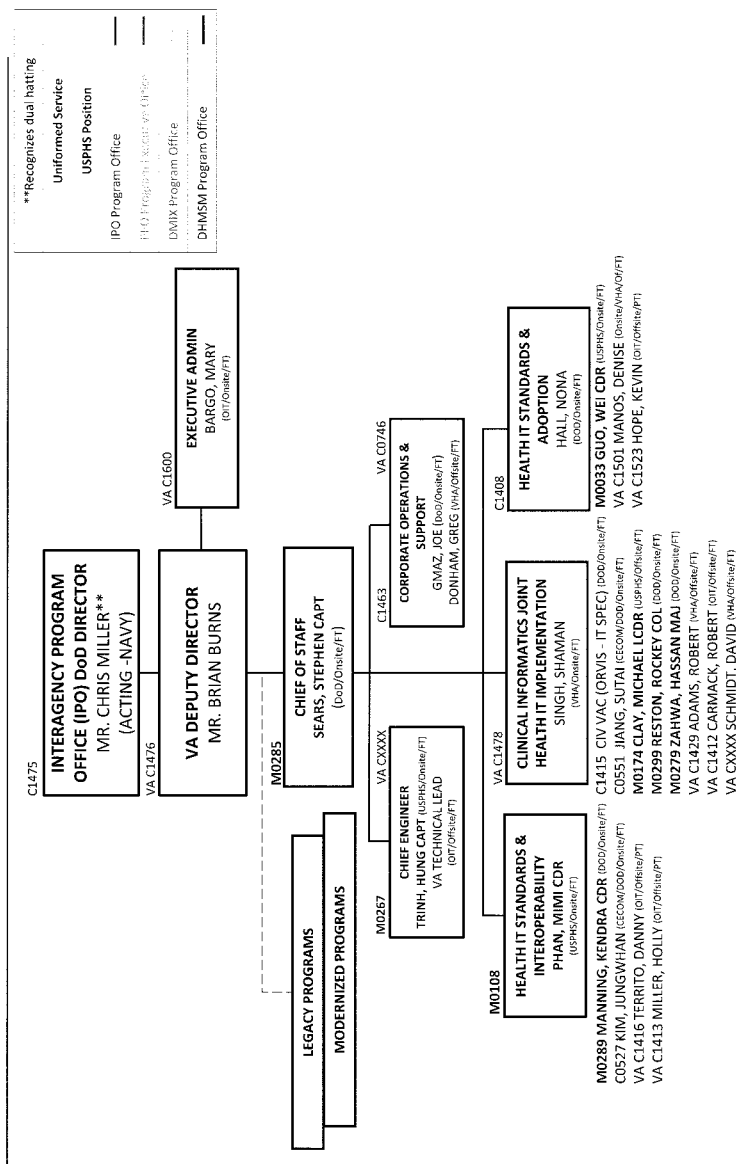 **Recognizes dual hatting
Uniformed Service
USPHS Position
IPO Program Office
DMIX Program Office
DHMSM Program Office
C1475
INTERAGENCY PROGRAM
OFFICE (IPO) DoD DIRECTOR
MR. CHRIS MILLER**
(ACTING -NAVY)
VA C1476
VA DEPUTY DIRECTOR
MR. BRIAN BURNS
VA C1600
EXECUTIVE ADMIN
BARGO, MARY
(OIT/Onsite/FT)
LEGACY PROGRAMS
MODERNIZED PROGRAMS
M0285
CHIEF OF STAFF
SEARS, STEPHEN CAPT
(DoD/Onsite/FT)
M0267
VA CXXXX
CHIEF ENGINEER
TRINH, HUNG CAPT (USPHS/Onsite/FT)
VA TECHNICAL LEAD
(OIT/Offsite/FT)
C1463
VA C0746
CORPORATE OPERATIONS &
SUPPORT
GMAZ, JOE (DoD/Onsite/FT)
DONHAM, GREG (VHA/Offsite/FT)
M0108
HEALTH IT STANDARDS &
INTEROPERABILITY
PHAN, MIMI CDR
(USPHS/Onsite/FT)
M0289 MANNING, KENDRA CDR (DOD/Onsite/FT)
C0527 KIM, JUNGWHAN (CECOM/DOD/Onsite/FT)
VA C1416 TERRITO, DANNY (OIT/Offsite/PT)
VA C1413 MILLER, HOLLY (OIT/Offsite/PT)
VA C1478
CLINICAL INFORMATICS JOINT
HEALTH IT IMPLEMENTATION
SINGH, SHAMAN
(VHA/Onsite/FT)
C1415 CIV VAC (ORVIS - IT SPEC) (DOD/Onsite/FT)
C0551 JIANG, SUTAI (CECOM/DOD/Onsite/FT)
M0174 CLAY, MICHAEL LCDR (USPHS/Offsite/FT)
M0299 RESTON, ROCKEY COL (DOD/Onsite/FT)
M0279 ZAHWA, HASSAN MAJ (DOD/Onsite/FT)
VA C1429 ADAMS, ROBERT (VHA/Offsite/FT)
VA C1412 CARMACK, ROBERT (OIT/Offsite/FT)
VA CXXXX SCHMIDT, DAVID (VHA/Offsite/FT)
C1408
HEALTH IT STANDARDS &
ADOPTION
HALL, NONA
(DOD/Onsite/FT)
M0033 GUO, WEI CDR (USPHS/Onsite/FT)
VA C1501 MANOS, DENISE (Onsite/VHA/Of/FT)
VA C1523 HOPE, KEVIN (OIT/Offsite/PT)